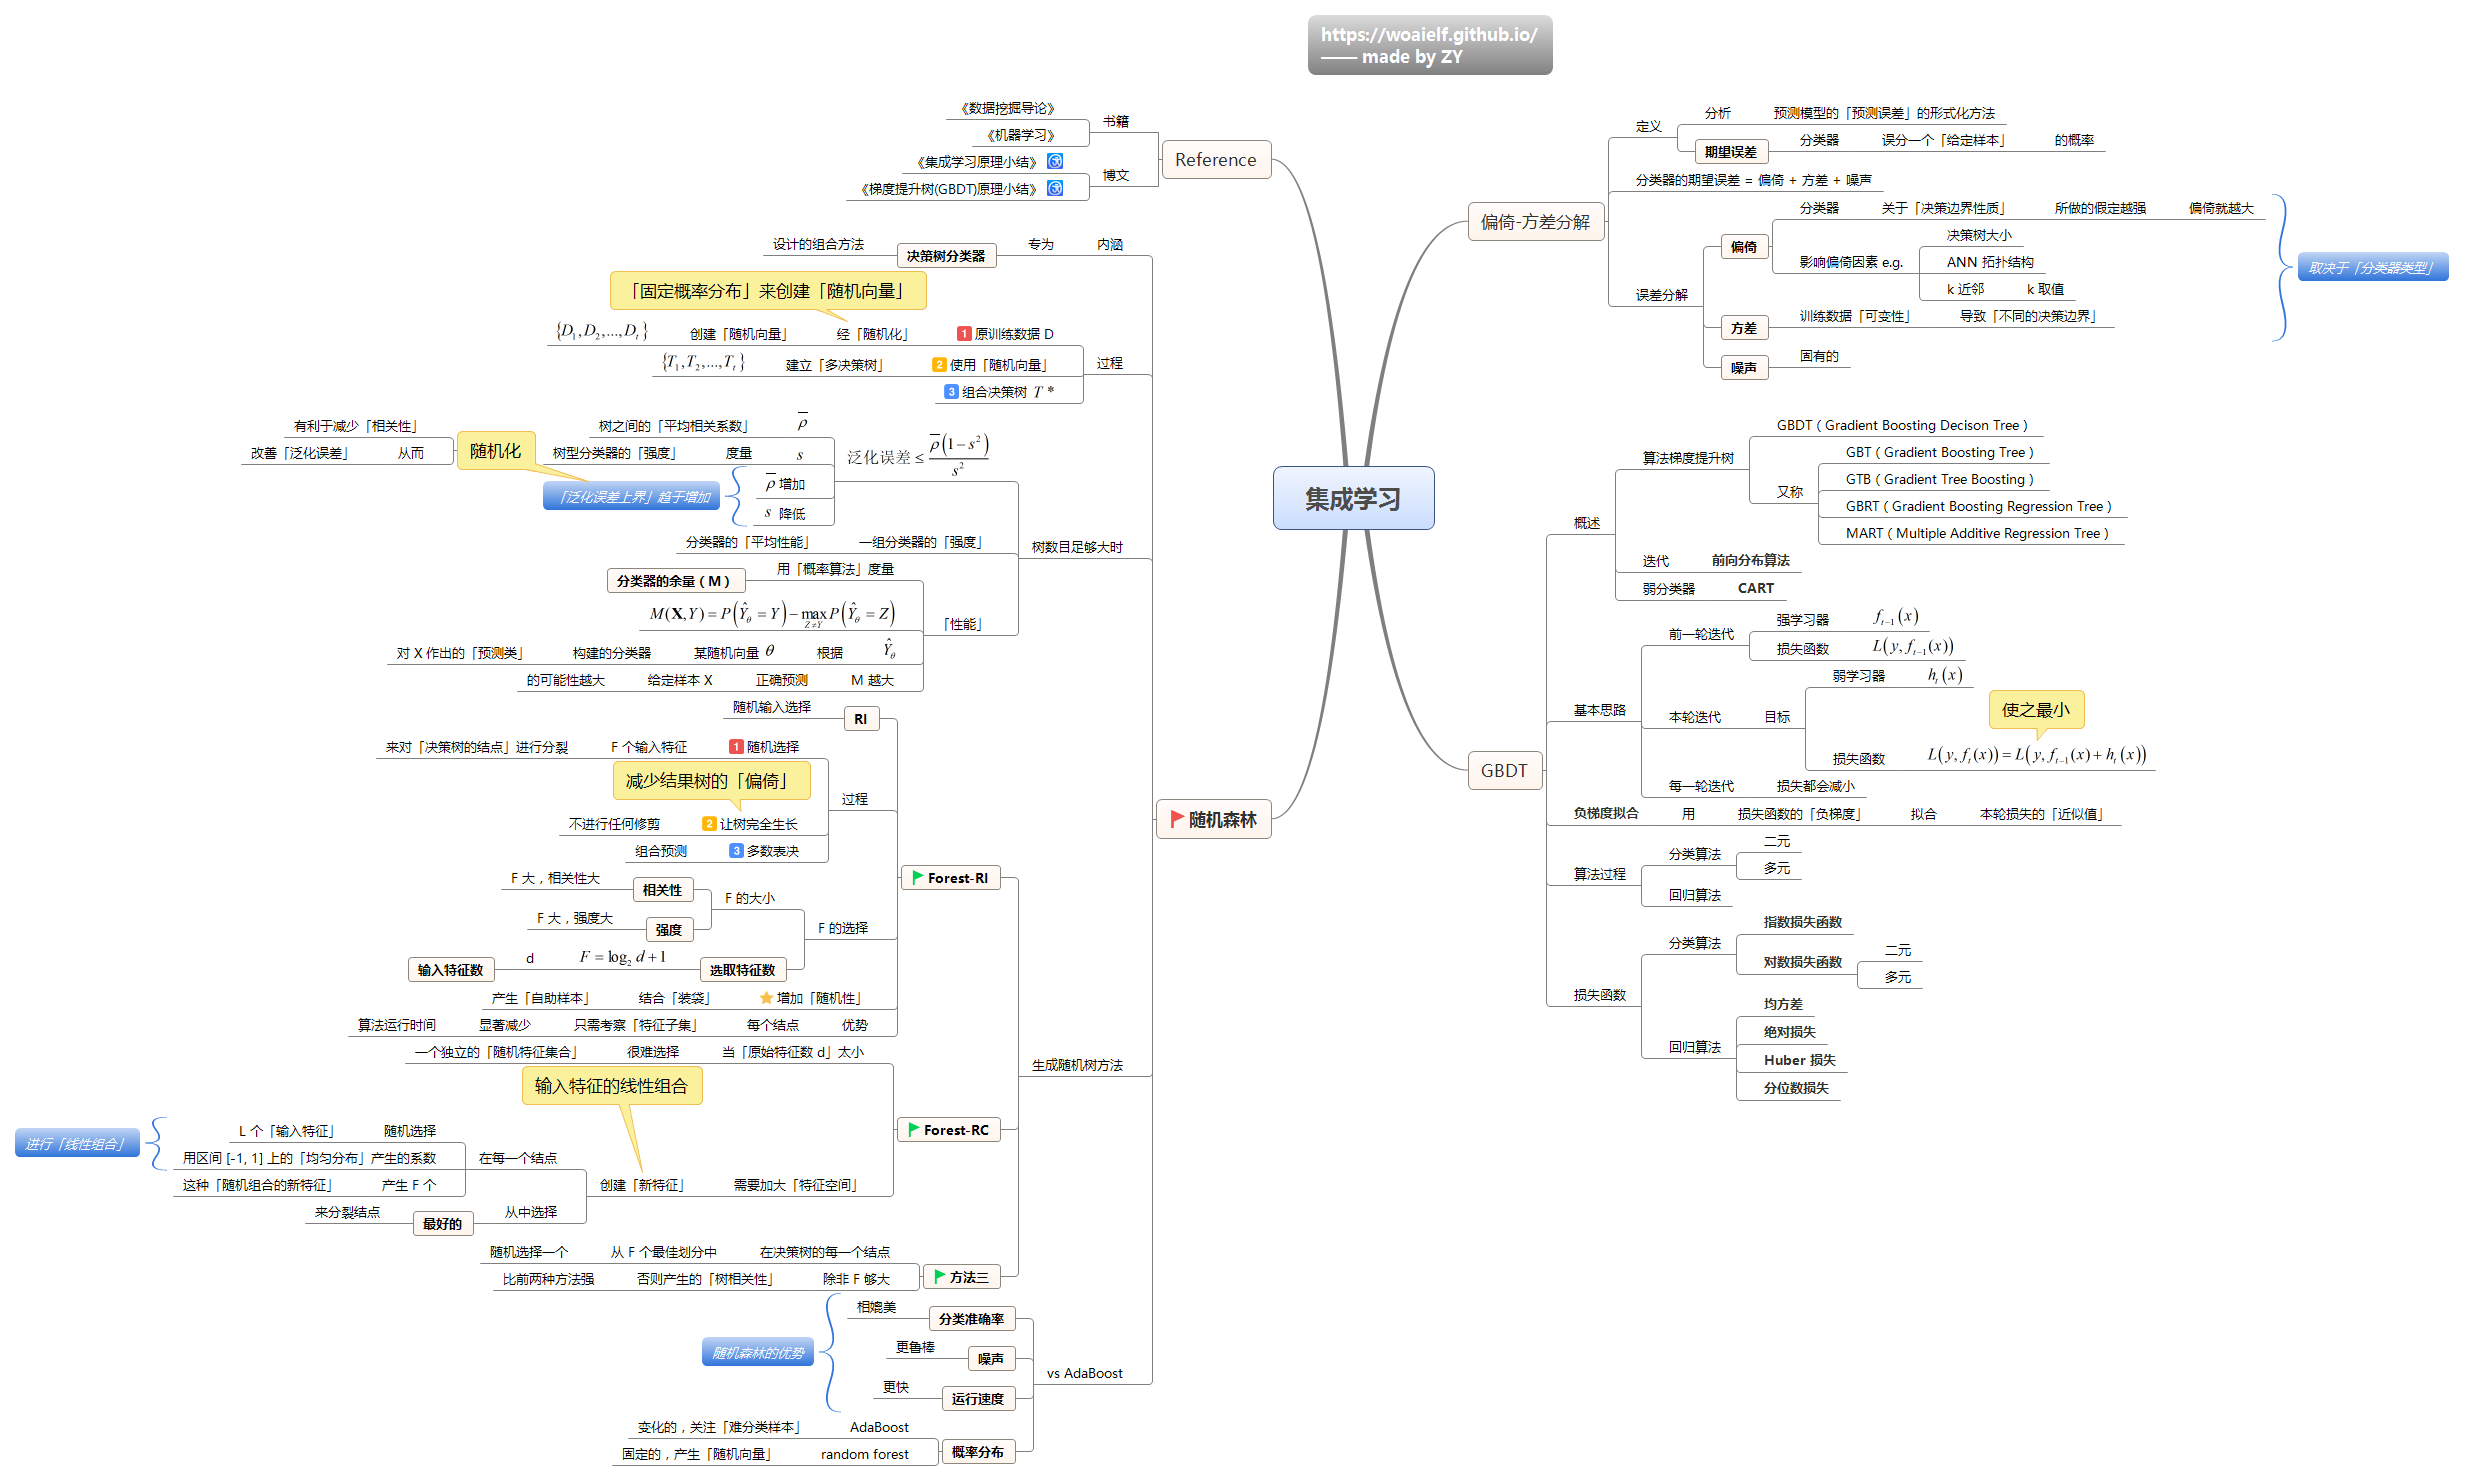 https://woaielf.github.io/
—— made by ZY
集成学习
Reference
书籍
《数据挖掘导论》
《机器学习》
博文
《集成学习原理小结》
《梯度提升树(GBDT)原理小结》
随机森林
内涵
专为
决策树分类器
设计的组合方法
过程
1 原训练数据 D
经「随机化」
「固定概率分布」来创建「随机向量」
创建「随机向量」
{D₁, D₂, ..., Dₜ}
2 使用「随机向量」
建立「多决策树」
{T₁, T₂, ..., Tₜ}
3 组合决策树 T *
树数目足够大时
泛化误差 ≤ ρ̄(1−s²) / s²
ρ̄
树之间的「平均相关系数」
s
度量
树型分类器的「强度」
ρ̄ 增加
s 降低
「泛化误差上界」趋于增加
随机化
有利于减少「相关性」
从而
改善「泛化误差」
一组分类器的「强度」
分类器的「平均性能」
「性能」
用「概率算法」度量
分类器的余量（M）
M(X,Y) = P(Ŷ_θ = Y) − max_{Z≠Y} P(Ŷ_θ = Z)
Ŷ_θ
根据
某随机向量 θ
构建的分类器
对 X 作出的「预测类」
M 越大
正确预测
给定样本 X
的可能性越大
生成随机树方法
Forest-RI
RI
随机输入选择
过程
1 随机选择
F 个输入特征
来对「决策树的结点」进行分裂
2 让树完全生长
减少结果树的「偏倚」
不进行任何修剪
3 多数表决
组合预测
F 的选择
F 的大小
相关性
F 大，相关性大
强度
F 大，强度大
选取特征数
F = log₂ d + 1
d
输入特征数
增加「随机性」
结合「装袋」
产生「自助样本」
优势
每个结点
只需考察「特征子集」
显著减少
算法运行时间
Forest-RC
当「原始特征数 d」太小
很难选择
一个独立的「随机特征集合」
需要加大「特征空间」
创建「新特征」
输入特征的线性组合
在每一个结点
随机选择
L 个「输入特征」
用区间 [-1, 1] 上的「均匀分布」产生的系数
进行「线性组合」
产生 F 个
这种「随机组合的新特征」
从中选择
最好的
来分裂结点
方法三
在决策树的每一个结点
从 F 个最佳划分中
随机选择一个
除非 F 够大
否则产生的「树相关性」
比前两种方法强
vs AdaBoost
分类准确率
相媲美
噪声
更鲁棒
运行速度
更快
随机森林的优势
概率分布
AdaBoost
变化的，关注「难分类样本」
random forest
固定的，产生「随机向量」
偏倚-方差分解
定义
分析
预测模型的「预测误差」的形式化方法
期望误差
分类器
误分一个「给定样本」
的概率
分类器的期望误差 = 偏倚 + 方差 + 噪声
误差分解
偏倚
分类器
关于「决策边界性质」
所做的假定越强
偏倚就越大
影响偏倚因素 e.g.
决策树大小
ANN 拓扑结构
k 近邻
k 取值
方差
训练数据「可变性」
导致「不同的决策边界」
噪声
固有的
取决于「分类器类型」
GBDT
概述
算法梯度提升树
GBDT（Gradient Boosting Decison Tree）
又称
GBT（Gradient Boosting Tree）
GTB（Gradient Tree Boosting）
GBRT（Gradient Boosting Regression Tree）
MART（Multiple Additive Regression Tree）
迭代
前向分布算法
弱分类器
CART
基本思路
前一轮迭代
强学习器
fₜ₋₁(x)
损失函数
L(y, fₜ₋₁(x))
本轮迭代
目标
弱学习器
hₜ(x)
使之最小
损失函数
L(y, fₜ(x)) = L(y, fₜ₋₁(x) + hₜ(x))
每一轮迭代
损失都会减小
负梯度拟合
用
损失函数的「负梯度」
拟合
本轮损失的「近似值」
算法过程
分类算法
二元
多元
回归算法
损失函数
分类算法
指数损失函数
对数损失函数
二元
多元
回归算法
均方差
绝对损失
Huber 损失
分位数损失